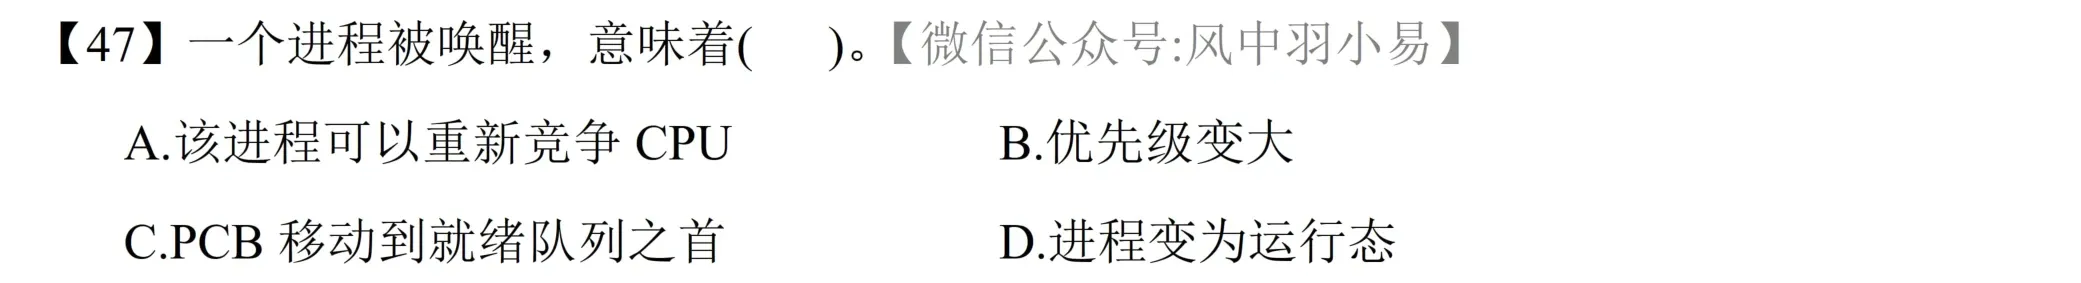 【47】一个进程被唤醒，意味着(      )。【微信公众号:风中羽小易】
A.该进程可以重新竞争 CPU    B.优先级变大
C.PCB 移动到就绪队列之首    D.进程变为运行态